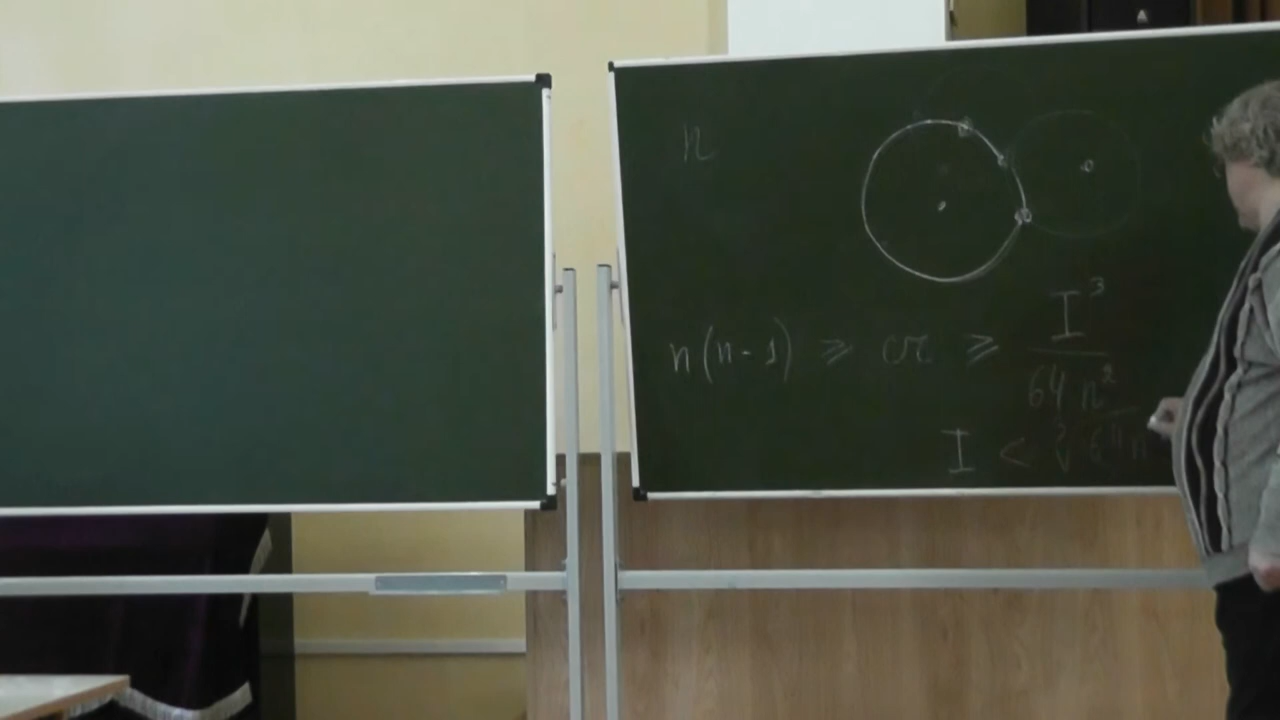 n
n(n-1) ⩾ cr ⩾ I³/64n²
I < ∛64n